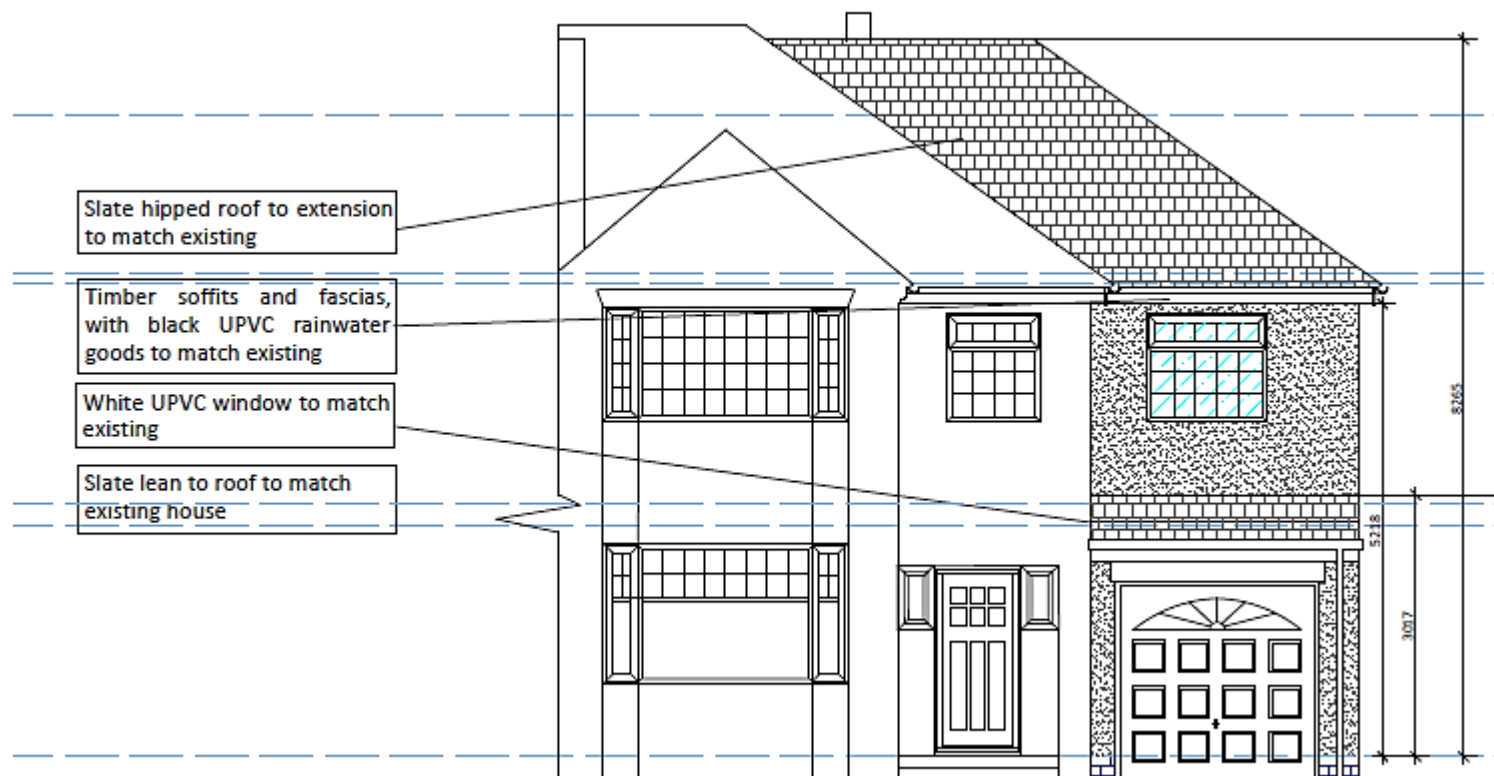 Slate hipped roof to extension
to match existing
Timber soffits and fascias,
with black UPVC rainwater
goods to match existing
White UPVC window to match
existing
Slate lean to roof to match
existing house
8265
5218
3017